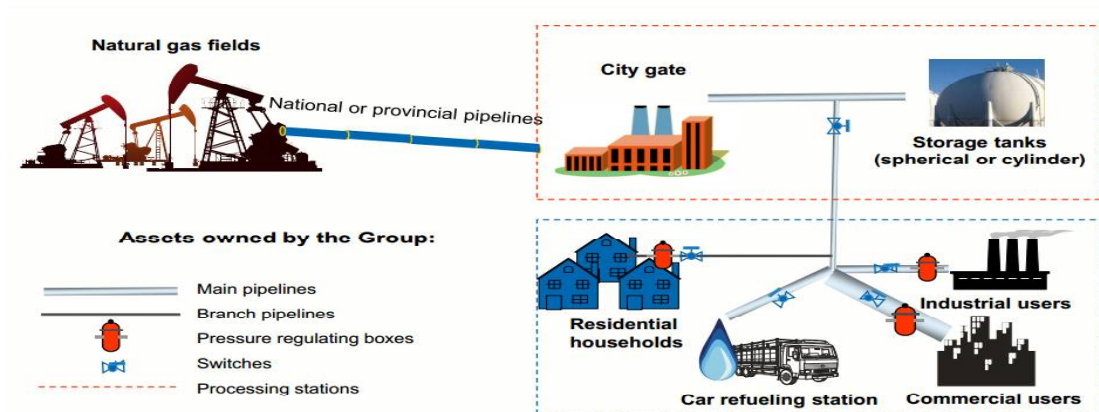 Natural gas fields
National or provincial pipelines
City gate
Storage tanks
(spherical or cylinder)
Assets owned by the Group:
Main pipelines
Branch pipelines
Pressure regulating boxes
Switches
Processing stations
Residential
households
Industrial users
Car refueling station
Commercial users